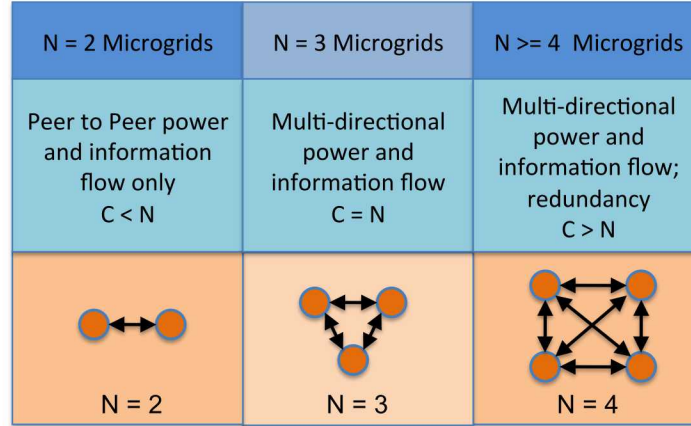 N = 2 Microgrids
N = 3 Microgrids
N >= 4 Microgrids
Peer to Peer power
and information
flow only
C < N
Multi-directional
power and
information flow
C = N
Multi-directional
power and
information flow;
redundancy
C > N
N = 2
N = 3
N = 4